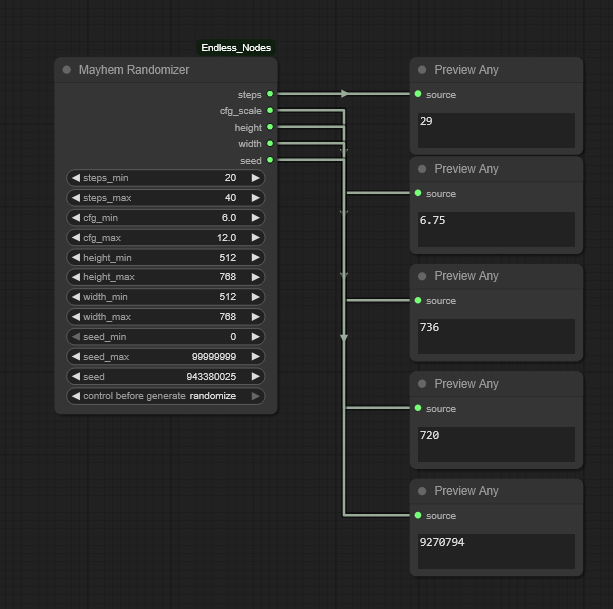 Endless_Nodes
Mayhem Randomizer
steps
cfg_scale
height
width
seed
steps_min 20
steps_max 40
cfg_min 6.0
cfg_max 12.0
height_min 512
height_max 768
width_min 512
width_max 768
seed_min 0
seed_max 99999999
seed 943380025
control before generate randomize
Preview Any
source
29
Preview Any
source
6.75
Preview Any
source
736
Preview Any
source
720
Preview Any
source
9270794